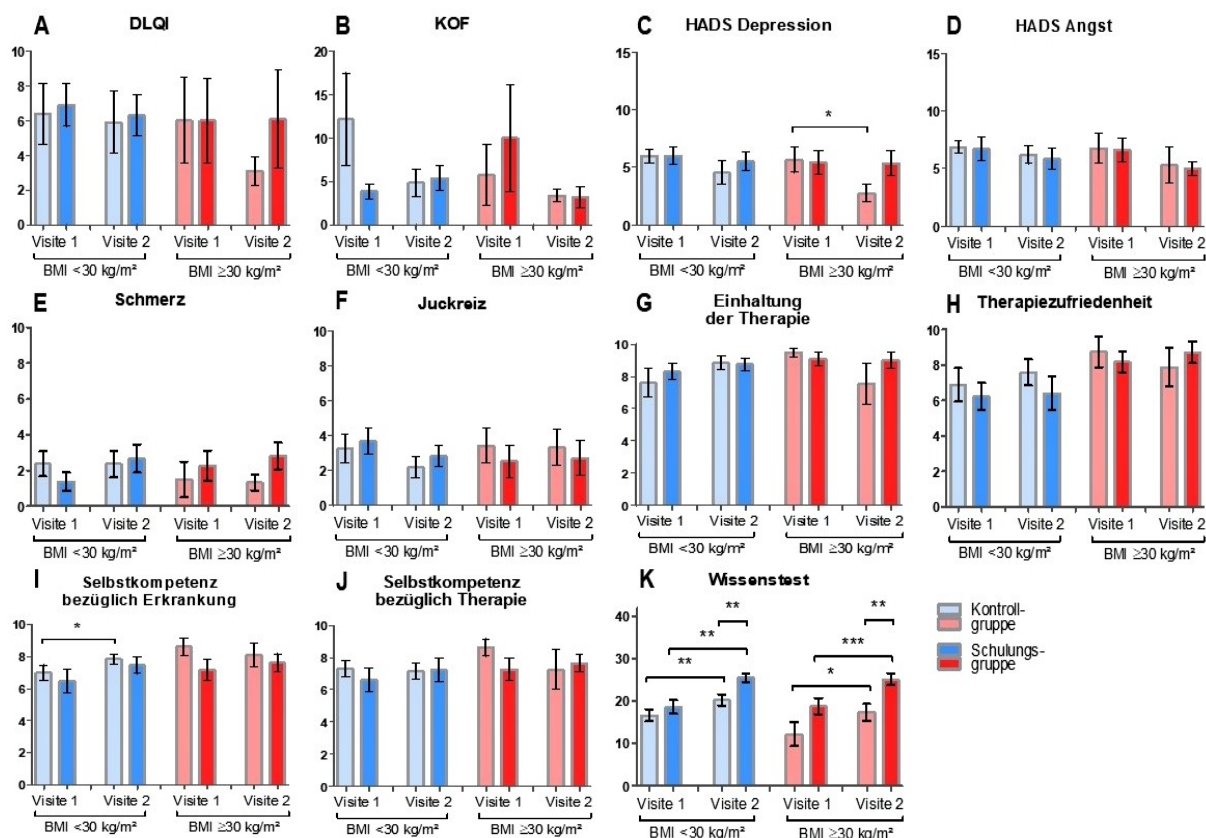 A
DLQI
10
8
6
4
2
0
Visite 1 Visite 2 Visite 1 Visite 2
BMI <30 kg/m² BMI ≥30 kg/m²
B
KOF
20
15
10
5
0
Visite 1 Visite 2 Visite 1 Visite 2
BMI <30 kg/m² BMI ≥30 kg/m²
C
HADS Depression
15
10
5
0
*
Visite 1 Visite 2 Visite 1 Visite 2
BMI <30 kg/m² BMI ≥30 kg/m²
D
HADS Angst
15
10
5
0
Visite 1 Visite 2 Visite 1 Visite 2
BMI <30 kg/m² BMI ≥30 kg/m²
E
Schmerz
10
8
6
4
2
0
Visite 1 Visite 2 Visite 1 Visite 2
BMI <30 kg/m² BMI ≥30 kg/m²
F
Juckreiz
10
8
6
4
2
0
Visite 1 Visite 2 Visite 1 Visite 2
BMI <30 kg/m² BMI ≥30 kg/m²
G
Einhaltung
der Therapie
10
8
6
4
2
0
Visite 1 Visite 2 Visite 1 Visite 2
BMI <30 kg/m² BMI ≥30 kg/m²
H
Therapiezufriedenheit
10
8
6
4
2
0
Visite 1 Visite 2 Visite 1 Visite 2
BMI <30 kg/m² BMI ≥30 kg/m²
I
Selbstkompetenz
bezüglich Erkrankung
10
8
6
4
2
0
*
Visite 1 Visite 2 Visite 1 Visite 2
BMI <30 kg/m² BMI ≥30 kg/m²
J
Selbstkompetenz
bezüglich Therapie
10
8
6
4
2
0
Visite 1 Visite 2 Visite 1 Visite 2
BMI <30 kg/m² BMI ≥30 kg/m²
K
Wissenstest
40
30
20
10
0
** **
** ***
** *
Visite 1 Visite 2 Visite 1 Visite 2
BMI <30 kg/m² BMI ≥30 kg/m²
Kontroll-
gruppe
Schulungs-
gruppe